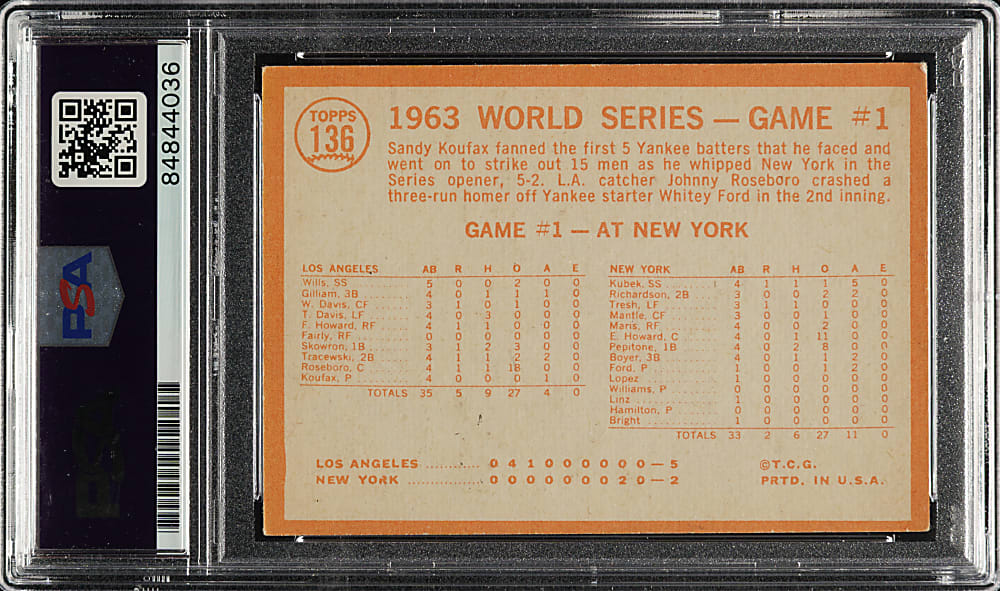 84844036
PSA
TOPPS
136
1963 WORLD SERIES — GAME #1
Sandy Koufax fanned the first 5 Yankee batters that he faced and
went on to strike out 15 men as he whipped New York in the
Series opener, 5-2. L.A. catcher Johnny Roseboro crashed a
three-run homer off Yankee starter Whitey Ford in the 2nd inning.
GAME #1 — AT NEW YORK
LOS ANGELES AB R H O A E
Wills, SS 5 0 0 2 0 0
Gilliam, 3B 4 0 1 1 1 0
W. Davis, CF 3 1 0 1 0 0
T. Davis, LF 4 0 3 0 0 0
F. Howard, RF 4 1 1 0 0 0
Fairly, RF 0 0 0 0 0 0
Skowron, 1B 3 1 2 3 0 0
Tracewski, 2B 4 1 1 2 2 0
Roseboro, C 4 1 1 18 0 0
Koufax, P 4 0 0 0 1 0
TOTALS 35 5 9 27 4 0
NEW YORK AB R H O A E
Kubek, SS 4 1 1 1 5 0
Richardson, 2B 3 0 0 2 2 0
Tresh, LF 3 1 1 0 0 0
Mantle, CF 3 0 0 1 0 0
Maris, RF 4 0 0 2 0 0
E. Howard, C 4 0 1 11 0 0
Pepitone, 1B 4 0 2 8 0 0
Boyer, 3B 4 0 1 1 2 0
Ford, P 1 0 0 1 2 0
Lopez 1 0 0 0 0 0
Williams, P 0 0 0 0 0 0
Linz 1 0 0 0 0 0
Hamilton, P 0 0 0 0 0 0
Bright 1 0 0 0 0 0
TOTALS 33 2 6 27 11 0
LOS ANGELES .......... 0 4 1 0 0 0 0 0 0 — 5
NEW YORK ............. 0 0 0 0 0 0 0 2 0 — 2
©T.C.G.
PRTD. IN U.S.A.